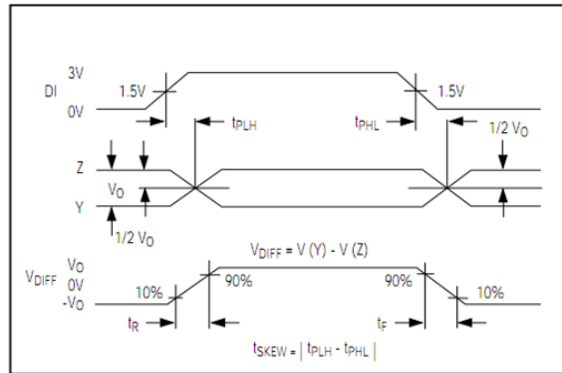 3V
DI 1.5V 1.5V
0V
tPLH tPHL
1/2 VO
Z
VO
Y
1/2 VO
VDIFF = V (Y) - V (Z)
VO
VDIFF 0V
-VO
10% 90% 90% 10%
tR tF
tSKEW = | tPLH - tPHL |